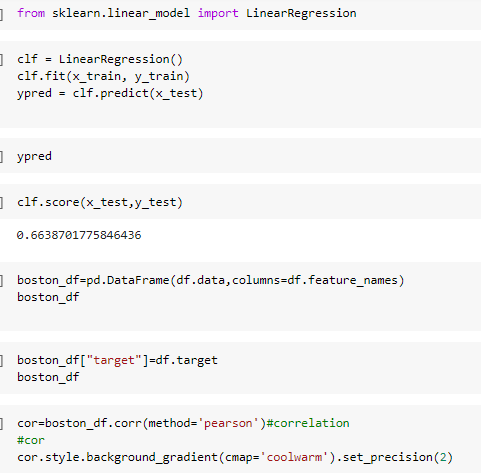 ] from sklearn.linear_model import LinearRegression
] clf = LinearRegression()
clf.fit(x_train, y_train)
ypred = clf.predict(x_test)
] ypred
] clf.score(x_test,y_test)
0.6638701775846436
] boston_df=pd.DataFrame(df.data,columns=df.feature_names)
boston_df
] boston_df["target"]=df.target
boston_df
] cor=boston_df.corr(method='pearson')#correlation
#cor
cor.style.background_gradient(cmap='coolwarm').set_precision(2)